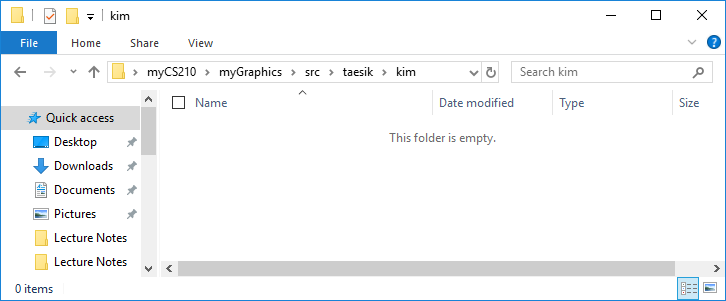 kim
File Home Share View
myCS210 myGraphics src taesik kim Search kim
Name Date modified Type Size
Quick access
This folder is empty.
Desktop
Downloads
Documents
Pictures
Lecture Notes
Lecture Notes
0 items